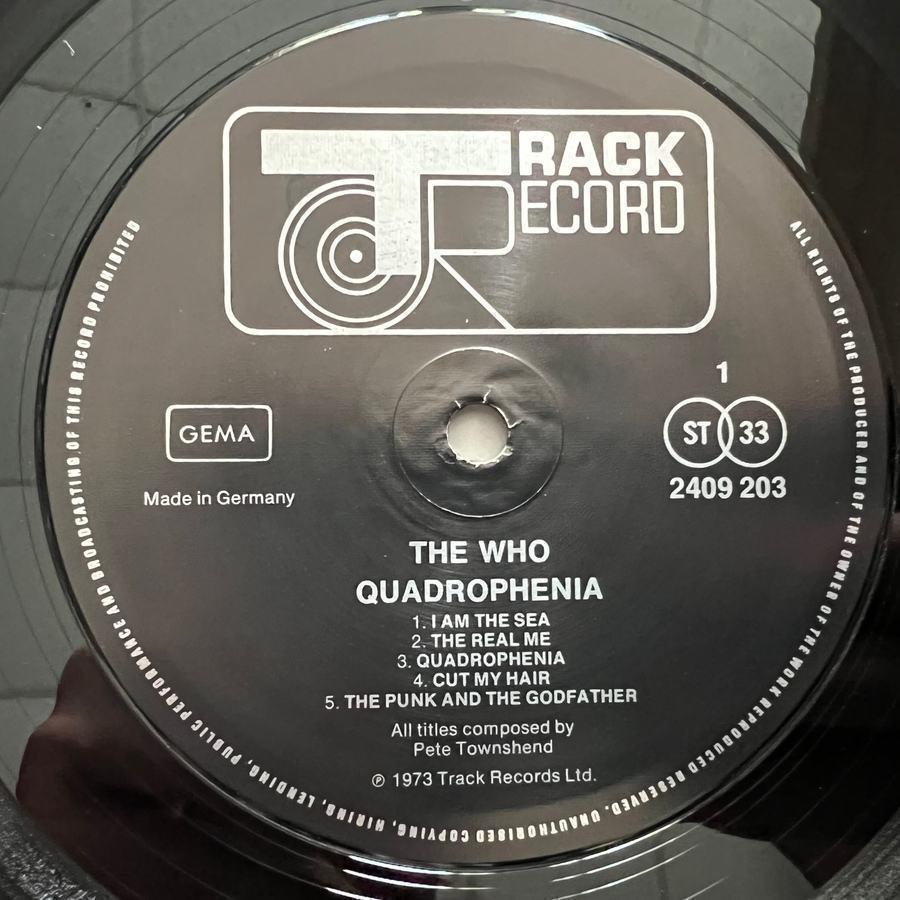 TRACK
RECORD
1
GEMA
ST 33
Made in Germany
2409 203
THE WHO
QUADROPHENIA
1. I AM THE SEA
2. THE REAL ME
3. QUADROPHENIA
4. CUT MY HAIR
5. THE PUNK AND THE GODFATHER
All titles composed by
Pete Townshend
℗ 1973 Track Records Ltd.
ALL RIGHTS OF THE PRODUCER AND OF THE OWNER OF THE WORK REPRODUCED RESERVED. UNAUTHORISED COPYING, HIRING, LENDING, PUBLIC PERFORMANCE AND BROADCASTING OF THIS RECORD PROHIBITED